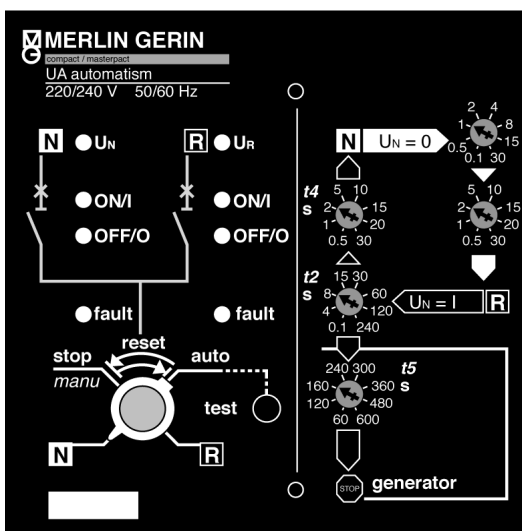 MERLIN GERIN
compact / masterpact
UA automatism
220/240 V 50/60 Hz
N UN R UR
ON/I ON/I
OFF/O OFF/O
fault fault
reset
stop auto
manu
test
N R
N UN = 0
2 4
1 8
0.5 15
0.1 30
t4
s
5 10
2 15
1 20
0.5 30
5 10
2 15
1 20
0.5 30
t2
s
15 30
8 60
4 120
0.1 240
UN = I R
t5
s
240 300
160 360
120 480
60 600
STOP generator